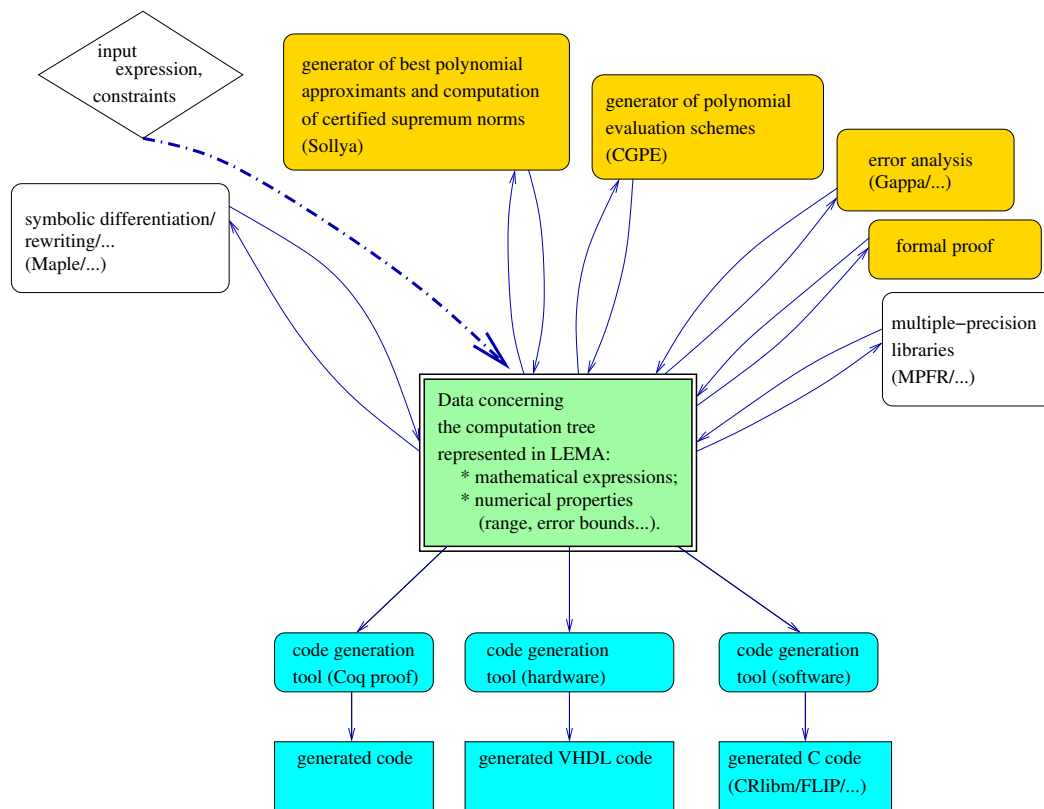 input
expression,
constraints
generator of best polynomial
approximants and computation
of certified supremum norms
(Sollya)
generator of polynomial
evaluation schemes
(CGPE)
error analysis
(Gappa/...)
symbolic differentiation/
rewriting/...
(Maple/...)
formal proof
multiple−precision
libraries
(MPFR/...)
Data concerning
the computation tree
represented in LEMA:
* mathematical expressions;
* numerical properties
(range, error bounds...).
code generation
tool (Coq proof)
code generation
tool (hardware)
code generation
tool (software)
generated code
generated VHDL code
generated C code
(CRlibm/FLIP/...)